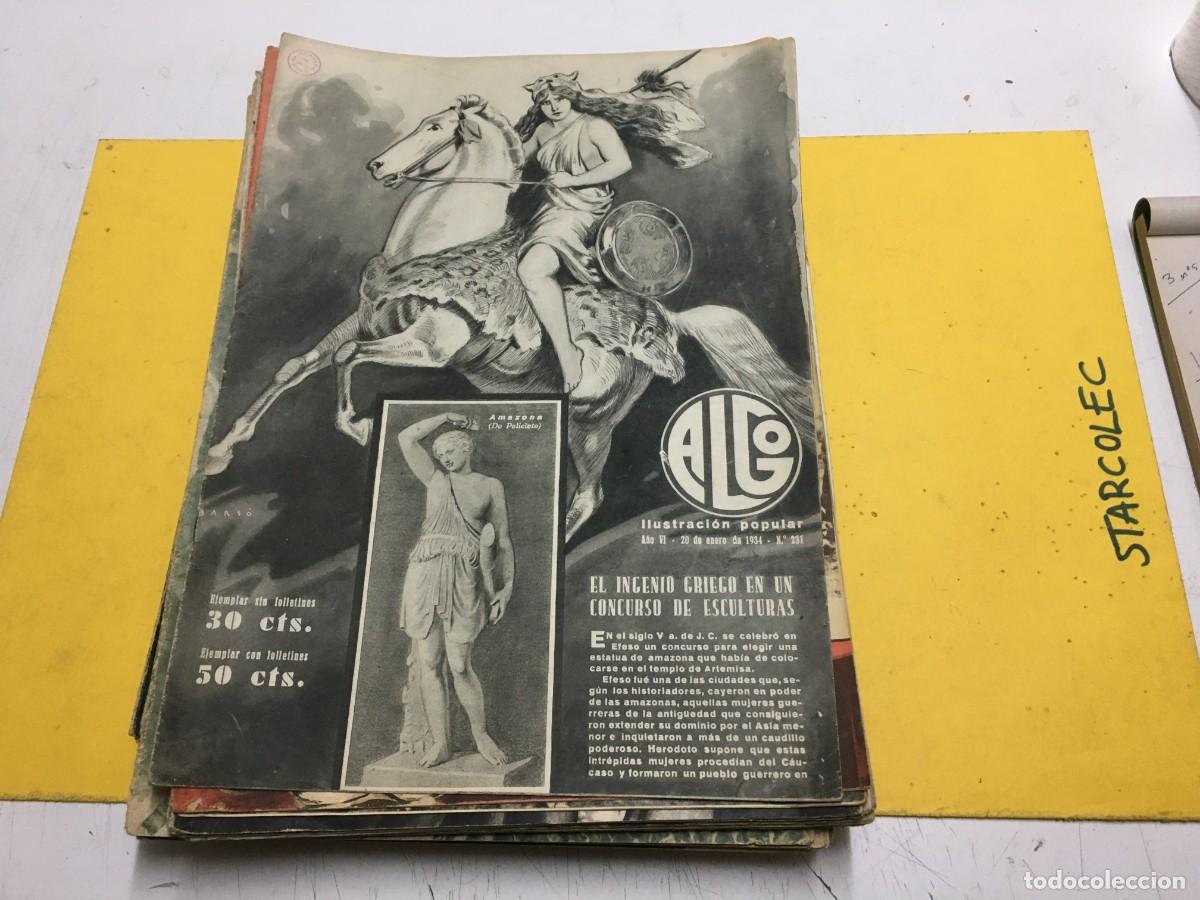 Amazona
(De Policleto)
ALGO
Ilustración popular
Año VI - 20 de enero de 1934 - N.º 231
BARSÓ
Ejemplar sin folletines
30 cts.
Ejemplar con folletines
50 cts.
EL INGENIO GRIEGO EN UN
CONCURSO DE ESCULTURAS
EN el siglo V a. de J. C. se celebró en
Efeso un concurso para elegir una
estatua de amazona que había de colo-
carse en el templo de Artemisa.
Efeso fué una de las ciudades que, se-
gún los historiadores, cayeron en poder
de las amazonas, aquellas mujeres gue-
rreras de la antigüedad que consiguie-
ron extender su dominio por el Asia me-
nor e inquietaron a más de un caudillo
poderoso. Herodoto supone que estas
intrépidas mujeres procedían del Cáu-
caso y formaron un pueblo guerrero en
STARCOLEC
3 nºs
todocoleccion